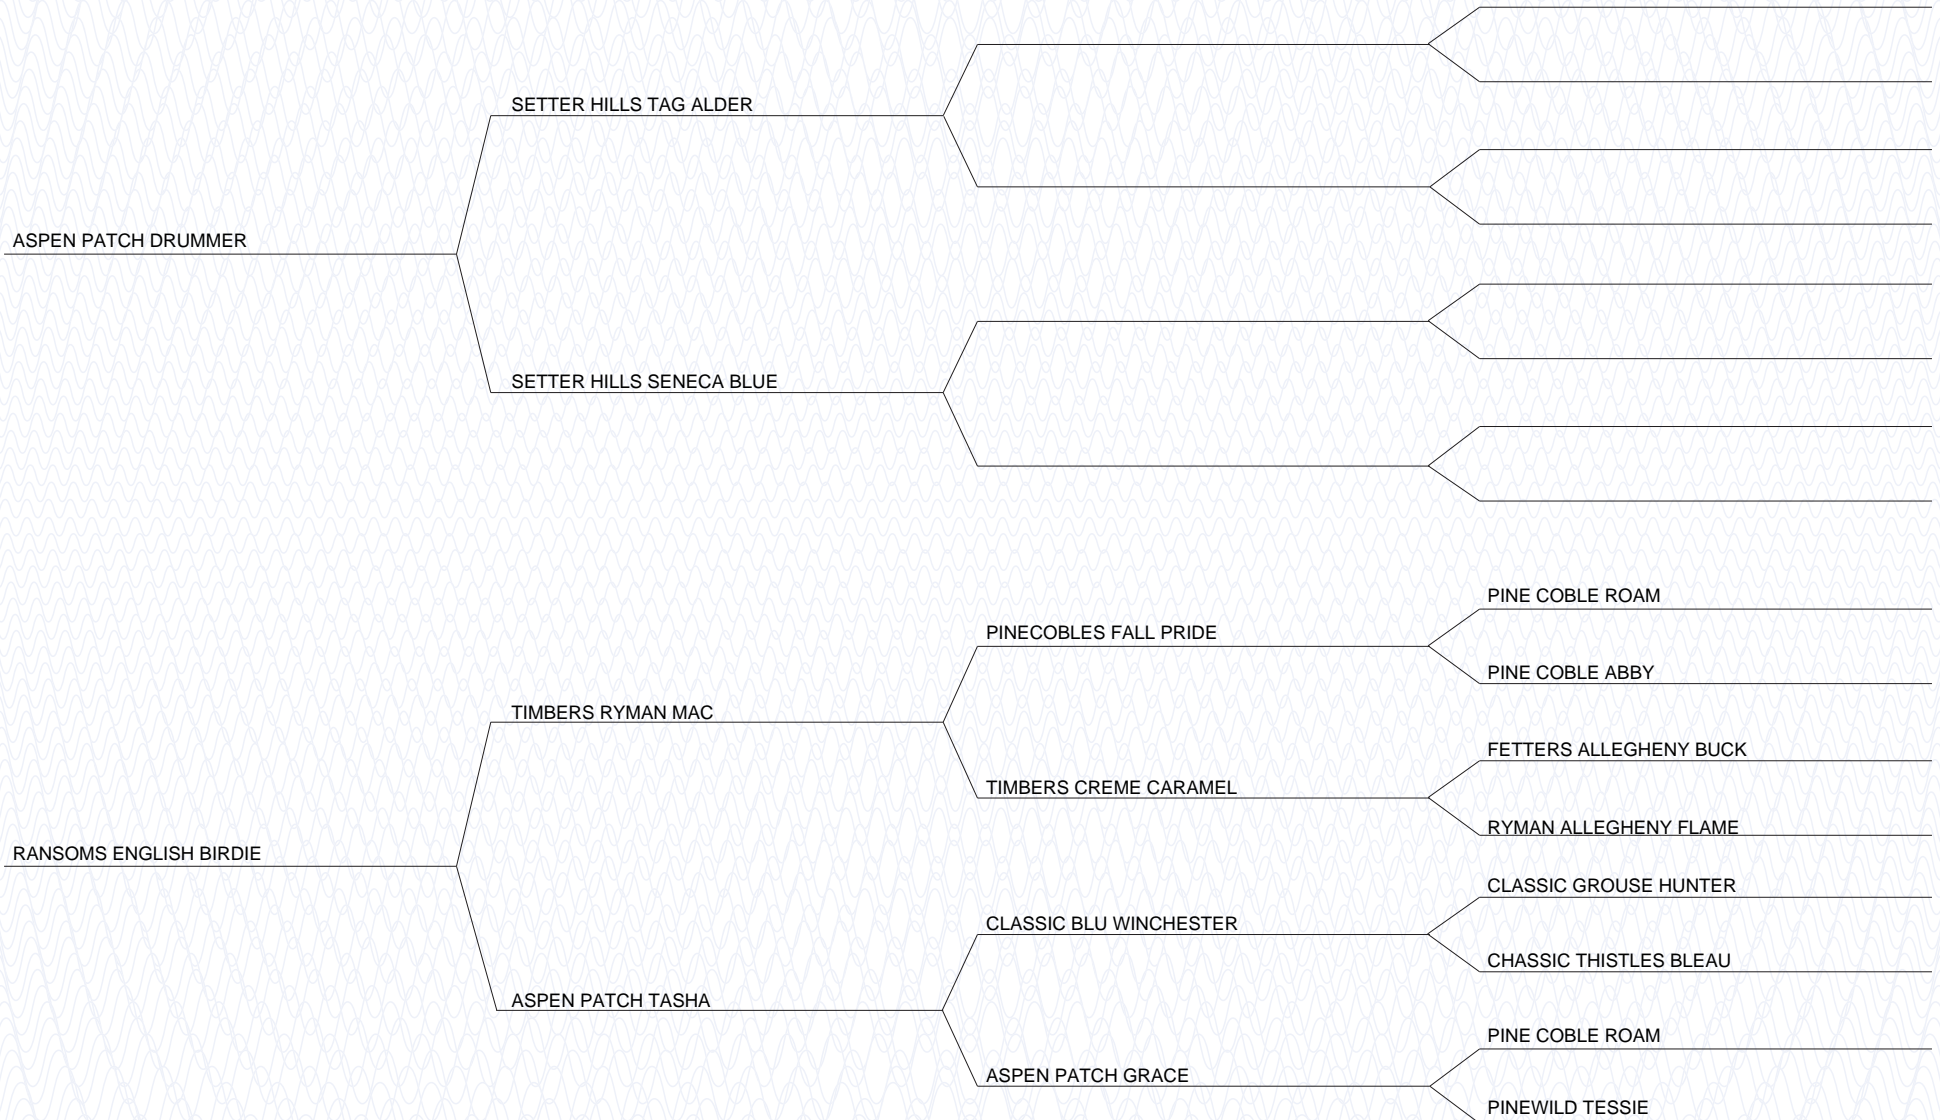 SETTER HILLS TAG ALDER
ASPEN PATCH DRUMMER
SETTER HILLS SENECA BLUE
PINE COBLE ROAM
PINECOBLES FALL PRIDE
PINE COBLE ABBY
TIMBERS RYMAN MAC
FETTERS ALLEGHENY BUCK
TIMBERS CREME CARAMEL
RYMAN ALLEGHENY FLAME
RANSOMS ENGLISH BIRDIE
CLASSIC GROUSE HUNTER
CLASSIC BLU WINCHESTER
CHASSIC THISTLES BLEAU
ASPEN PATCH TASHA
PINE COBLE ROAM
ASPEN PATCH GRACE
PINEWILD TESSIE